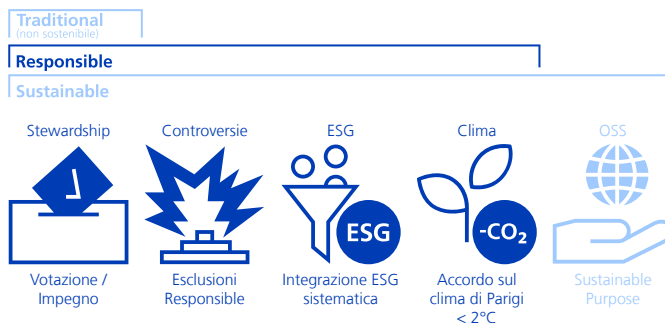 Traditional
(non sostenibile)
Responsible
Sustainable
Stewardship
Controversie
ESG
Clima
OSS
ESG
-CO₂
Votazione /
Impegno
Esclusioni
Responsible
Integrazione ESG
sistematica
Accordo sul
clima di Parigi
< 2°C
Sustainable
Purpose